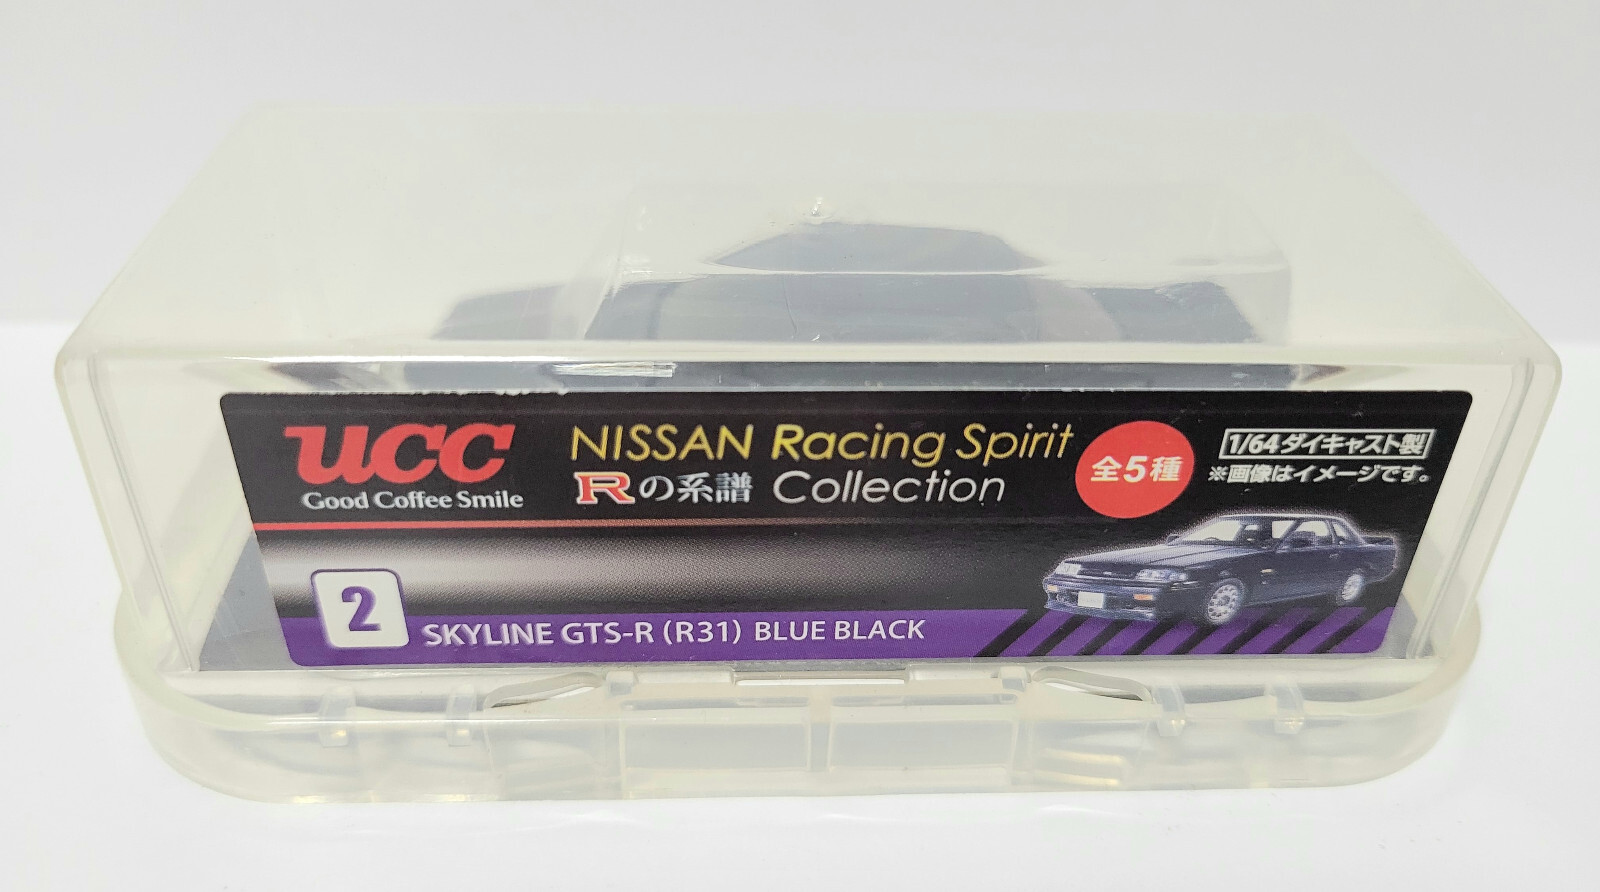 ucc
Good Coffee Smile
NISSAN Racing Spirit
Rの系譜 Collection
全5種
1/64ダイキャスト製
※画像はイメージです。
2
SKYLINE GTS-R (R31) BLUE BLACK